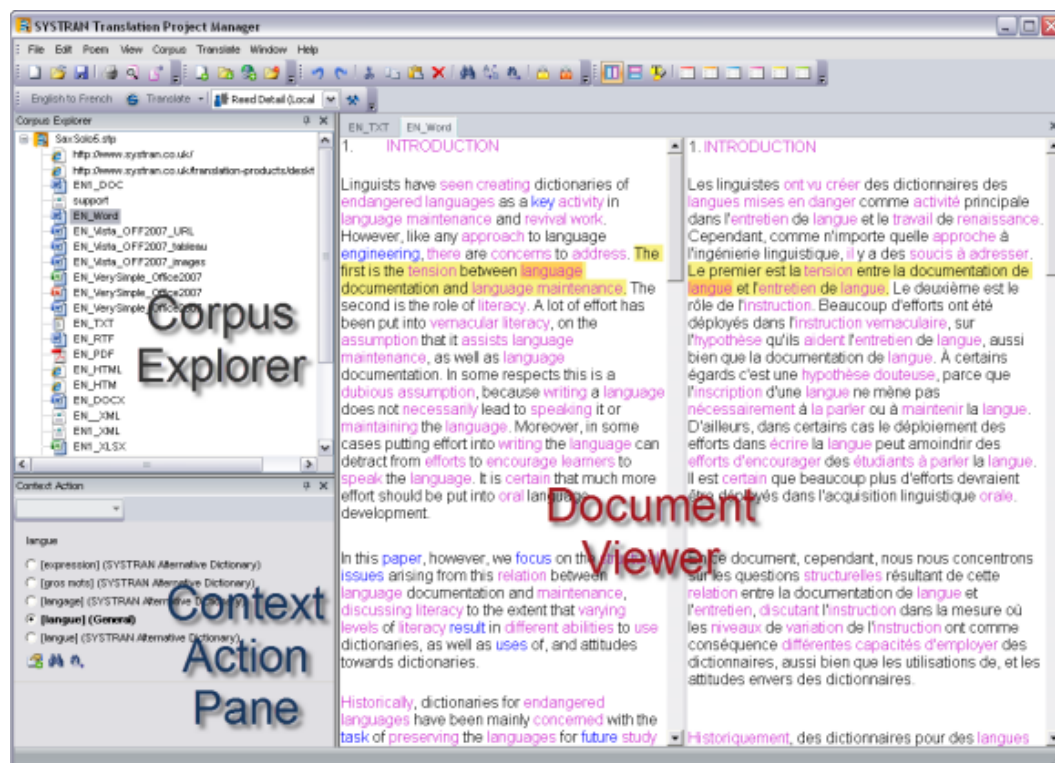 SYSTRAN Translation Project Manager
File Edit Poem View Corpus Translate Window Help
English to French Translate Reed Detail (Local
Corpus Explorer
SaxSolo5.stp
http://www.systran.co.uk/
http://www.systran.co.uk/translation-products/deskt
EN1_DOC
support
EN_Word
EN_Vista_OFF2007_URL
EN_Vista_OFF2007_tableau
EN_Vista_OFF2007_images
EN_VerySimple_Office2007
EN_VerySimple_Office2007
EN_VerySimple_Office2007
EN_TXT
EN_RTF
EN_PDF
EN_HTML
EN_HTM
EN_DOCX
EN__XML
EN1_XML
EN1_XLSX
Corpus
Explorer
Context Action
langue
[expression] (SYSTRAN Alternative Dictionary)
[gros mots] (SYSTRAN Alternative Dictionary)
[langage] (SYSTRAN Alternative Dictionary)
[langue] (General)
[langue] (SYSTRAN Alternative Dictionary)
Context
Action
Pane
EN_TXT EN_Word
1. INTRODUCTION
Linguists have seen creating dictionaries of
endangered languages as a key activity in
language maintenance and revival work.
However, like any approach to language
engineering, there are concerns to address. The
first is the tension between language
documentation and language maintenance. The
second is the role of literacy. A lot of effort has
been put into vernacular literacy, on the
assumption that it assists language
maintenance, as well as language
documentation. In some respects this is a
dubious assumption, because writing a language
does not necessarily lead to speaking it or
maintaining the language. Moreover, in some
cases putting effort into writing the language can
detract from efforts to encourage learners to
speak the language. It is certain that much more
effort should be put into oral language
development.
In this paper, however, we focus on the structural
issues arising from this relation between
language documentation and maintenance,
discussing literacy to the extent that varying
levels of literacy result in different abilities to use
dictionaries, as well as uses of, and attitudes
towards dictionaries.
Historically, dictionaries for endangered
languages have been mainly concerned with the
task of preserving the languages for future study
1. INTRODUCTION
Les linguistes ont vu créer des dictionnaires des
langues mises en danger comme activité principale
dans l'entretien de langue et le travail de renaissance.
Cependant, comme n'importe quelle approche à
l'ingénierie linguistique, il y a des soucis à adresser.
Le premier est la tension entre la documentation de
langue et l'entretien de langue. Le deuxième est le
rôle de l'instruction. Beaucoup d'efforts ont été
déployés dans l'instruction vernaculaire, sur
l'hypothèse qu'ils aident l'entretien de langue, aussi
bien que la documentation de langue. À certains
égards c'est une hypothèse douteuse, parce que
l'inscription d'une langue ne mène pas
nécessairement à la parler ou à maintenir la langue.
D'ailleurs, dans certains cas le déploiement des
efforts dans écrire la langue peut amoindrir des
efforts d'encourager des étudiants à parler la langue.
Il est certain que beaucoup plus d'efforts devraient
être déployés dans l'acquisition linguistique orale.
document, cependant, nous nous concentrons
sur les questions structurelles résultant de cette
relation entre la documentation de langue et
l'entretien, discutant l'instruction dans la mesure où
les niveaux de variation de l'instruction ont comme
conséquence différentes capacités d'employer des
dictionnaires, aussi bien que les utilisations de, et les
attitudes envers des dictionnaires.
Historiquement, des dictionnaires pour des langues
Document
Viewer